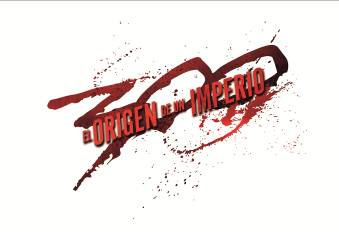 300
EL ORIGEN DE UN IMPERIO